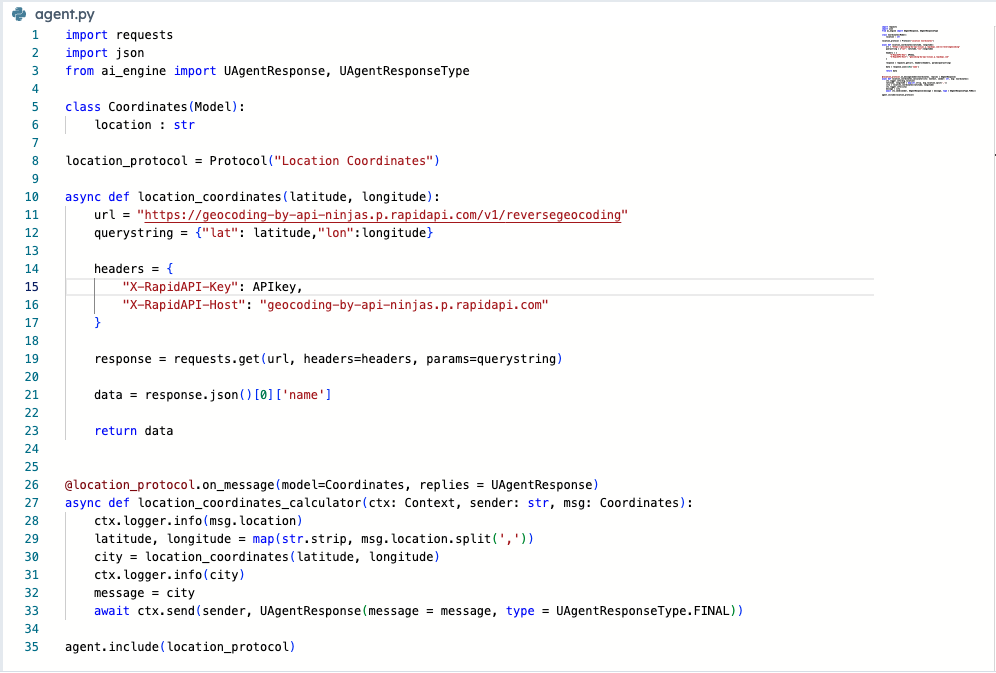 agent.py
1 import requests
2 import json
3 from ai_engine import UAgentResponse, UAgentResponseType
4
5 class Coordinates(Model):
6     location : str
7
8 location_protocol = Protocol("Location Coordinates")
9
10 async def location_coordinates(latitude, longitude):
11     url = "https://geocoding-by-api-ninjas.p.rapidapi.com/v1/reversegeocoding"
12     querystring = {"lat": latitude,"lon":longitude}
13
14     headers = {
15         "X-RapidAPI-Key": APIkey,
16         "X-RapidAPI-Host": "geocoding-by-api-ninjas.p.rapidapi.com"
17     }
18
19     response = requests.get(url, headers=headers, params=querystring)
20
21     data = response.json()[0]['name']
22
23     return data
24
25
26 @location_protocol.on_message(model=Coordinates, replies = UAgentResponse)
27 async def location_coordinates_calculator(ctx: Context, sender: str, msg: Coordinates):
28     ctx.logger.info(msg.location)
29     latitude, longitude = map(str.strip, msg.location.split(','))
30     city = location_coordinates(latitude, longitude)
31     ctx.logger.info(city)
32     message = city
33     await ctx.send(sender, UAgentResponse(message = message, type = UAgentResponseType.FINAL))
34
35 agent.include(location_protocol)